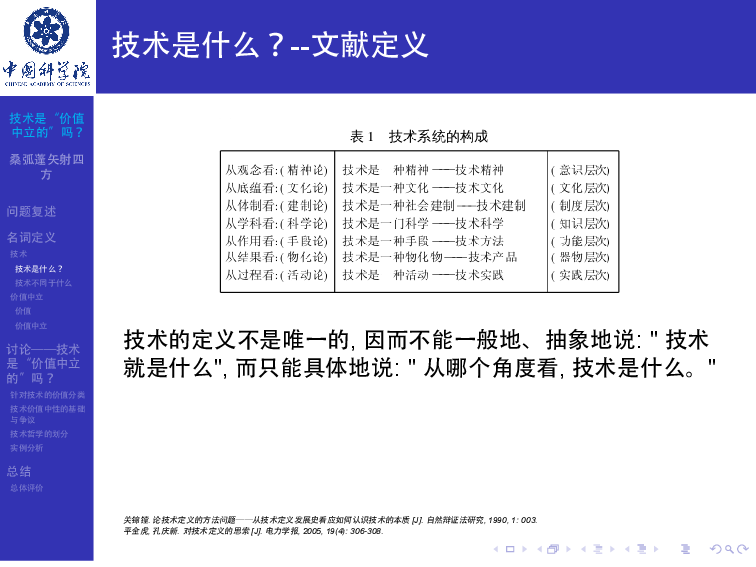 技术是什么？--文献定义
中国科学院
CHINESE ACADEMY OF SCIENCES
技术是“价值
中立的”吗？
桑弧蓬矢射四
方
问题复述
名词定义
技术
技术是什么？
技术不同于什么
价值中立
价值
价值中立
讨论——技术
是“价值中立
的”吗？
针对技术的价值分类
技术价值中性的基础
与争议
技术哲学的划分
实例分析
总结
总体评价
表 1 技术系统的构成
从观念看:( 精神论) 技术是 种精神 ——技术精神 ( 意识层次)
从底蕴看:( 文化论) 技术是一种文化 ——技术文化 ( 文化层次)
从体制看:( 建制论) 技术是一种社会建制 ——技术建制 ( 制度层次)
从学科看:( 科学论) 技术是一门科学 ——技术科学 ( 知识层次)
从作用看:( 手段论) 技术是一种手段 ——技术方法 ( 功能层次)
从结果看:( 物化论) 技术是一种物化物 ——技术产品 ( 器物层次)
从过程看:( 活动论) 技术是 种活动 ——技术实践 ( 实践层次)
技术的定义不是唯一的, 因而不能一般地、抽象地说: " 技术
就是什么", 而只能具体地说: " 从哪个角度看, 技术是什么。"
关锦镗. 论技术定义的方法问题——从技术定义发展史看应如何认识技术的本质 [J]. 自然辩证法研究, 1990, 1: 003.
平金虎, 孔庆新. 对技术定义的思索 [J]. 电力学报, 2005, 19(4): 306-308.